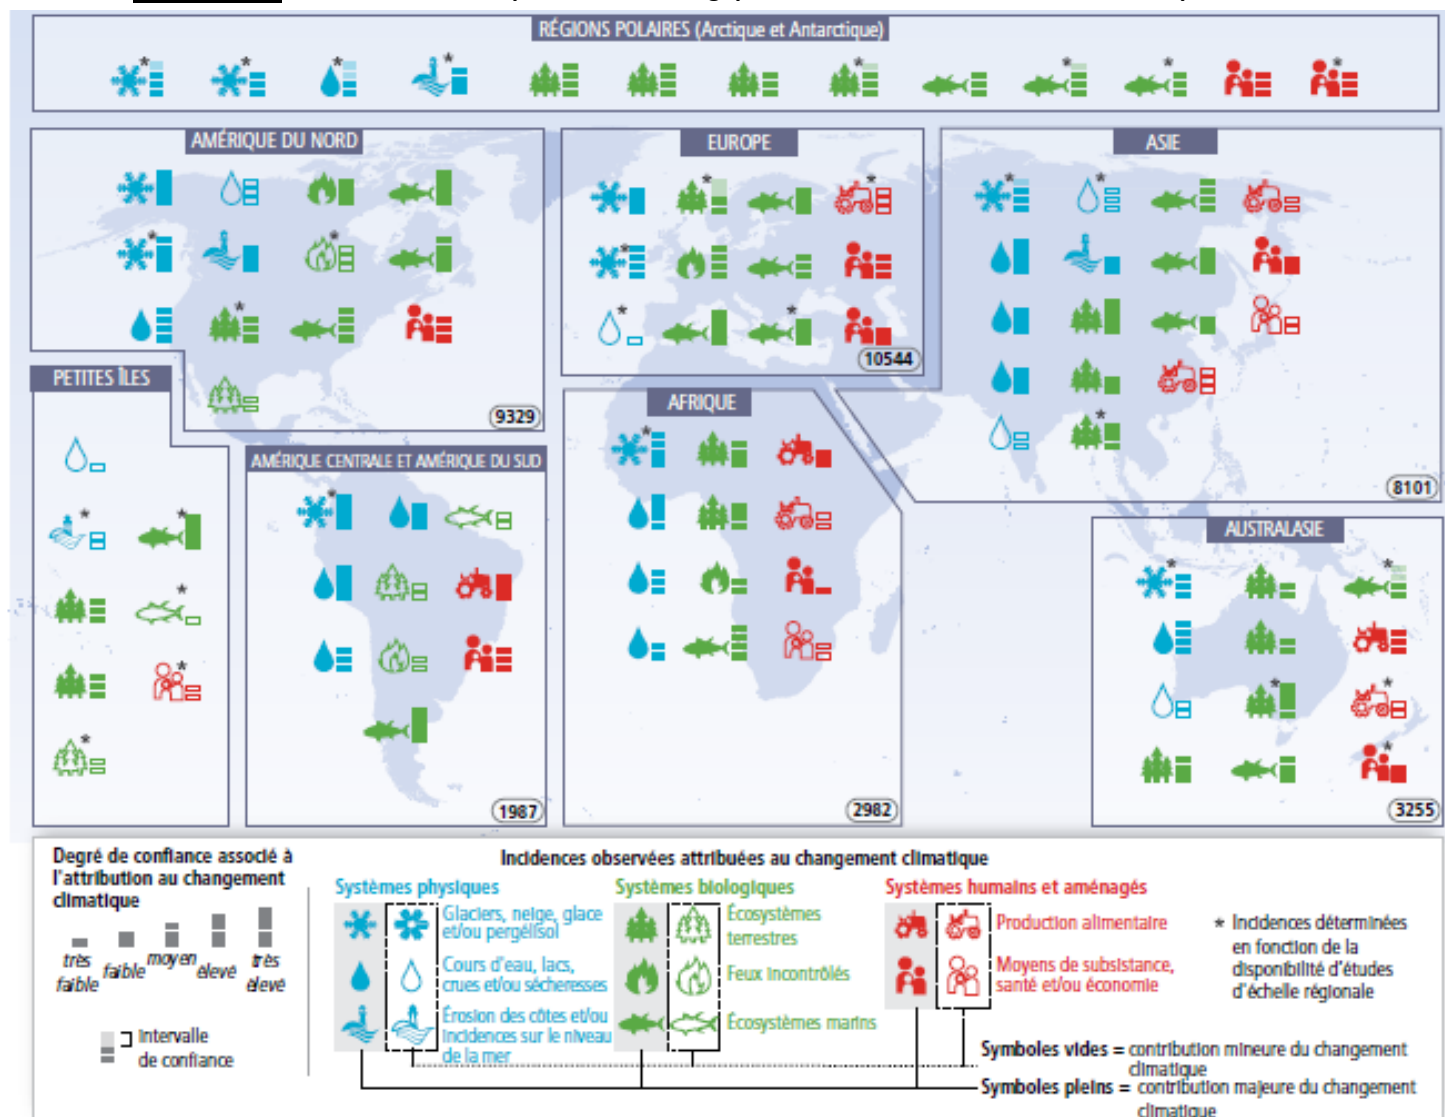 RÉGIONS POLAIRES (Arctique et Antarctique)
AMÉRIQUE DU NORD
EUROPE
ASIE
10544
PETITES ÎLES
AFRIQUE
9329
AMÉRIQUE CENTRALE ET AMÉRIQUE DU SUD
8101
AUSTRALASIE
1987
2982
3255
Degré de confiance associé à
l'attribution au changement
climatique
très
faible
faible
moyen
élevé
très
élevé
Intervalle
de confiance
Incidences observées attribuées au changement climatique
Systèmes physiques
Glaciers, neige, glace
et/ou pergélisol
Cours d'eau, lacs,
crues et/ou sécheresses
Érosion des côtes et/ou
incidences sur le niveau
de la mer
Systèmes biologiques
Écosystèmes
terrestres
Feux incontrôlés
Écosystèmes marins
Systèmes humains et aménagés
Production alimentaire
Moyens de subsistance,
santé et/ou économie
* Incidences déterminées
en fonction de la
disponibilité d'études
d'échelle régionale
Symboles vides = contribution mineure du changement
climatique
Symboles pleins = contribution majeure du changement
climatique